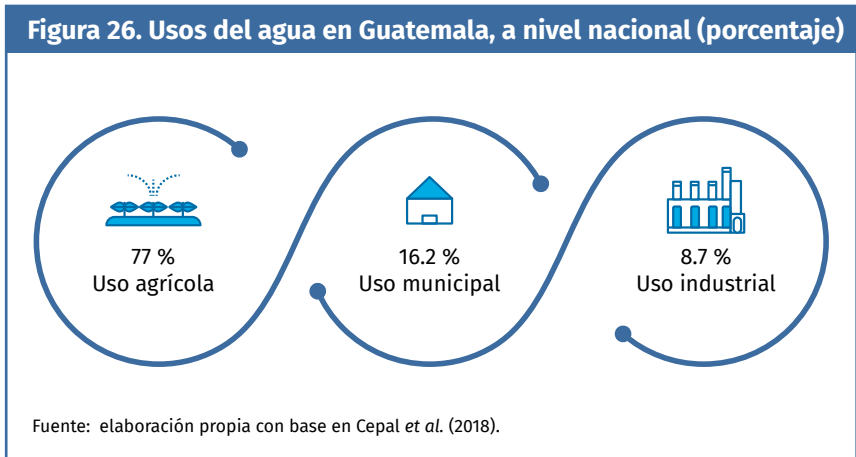 Figura 26. Usos del agua en Guatemala, a nivel nacional (porcentaje)
77 %
Uso agrícola
16.2 %
Uso municipal
8.7 %
Uso industrial
Fuente: elaboración propia con base en Cepal et al. (2018).